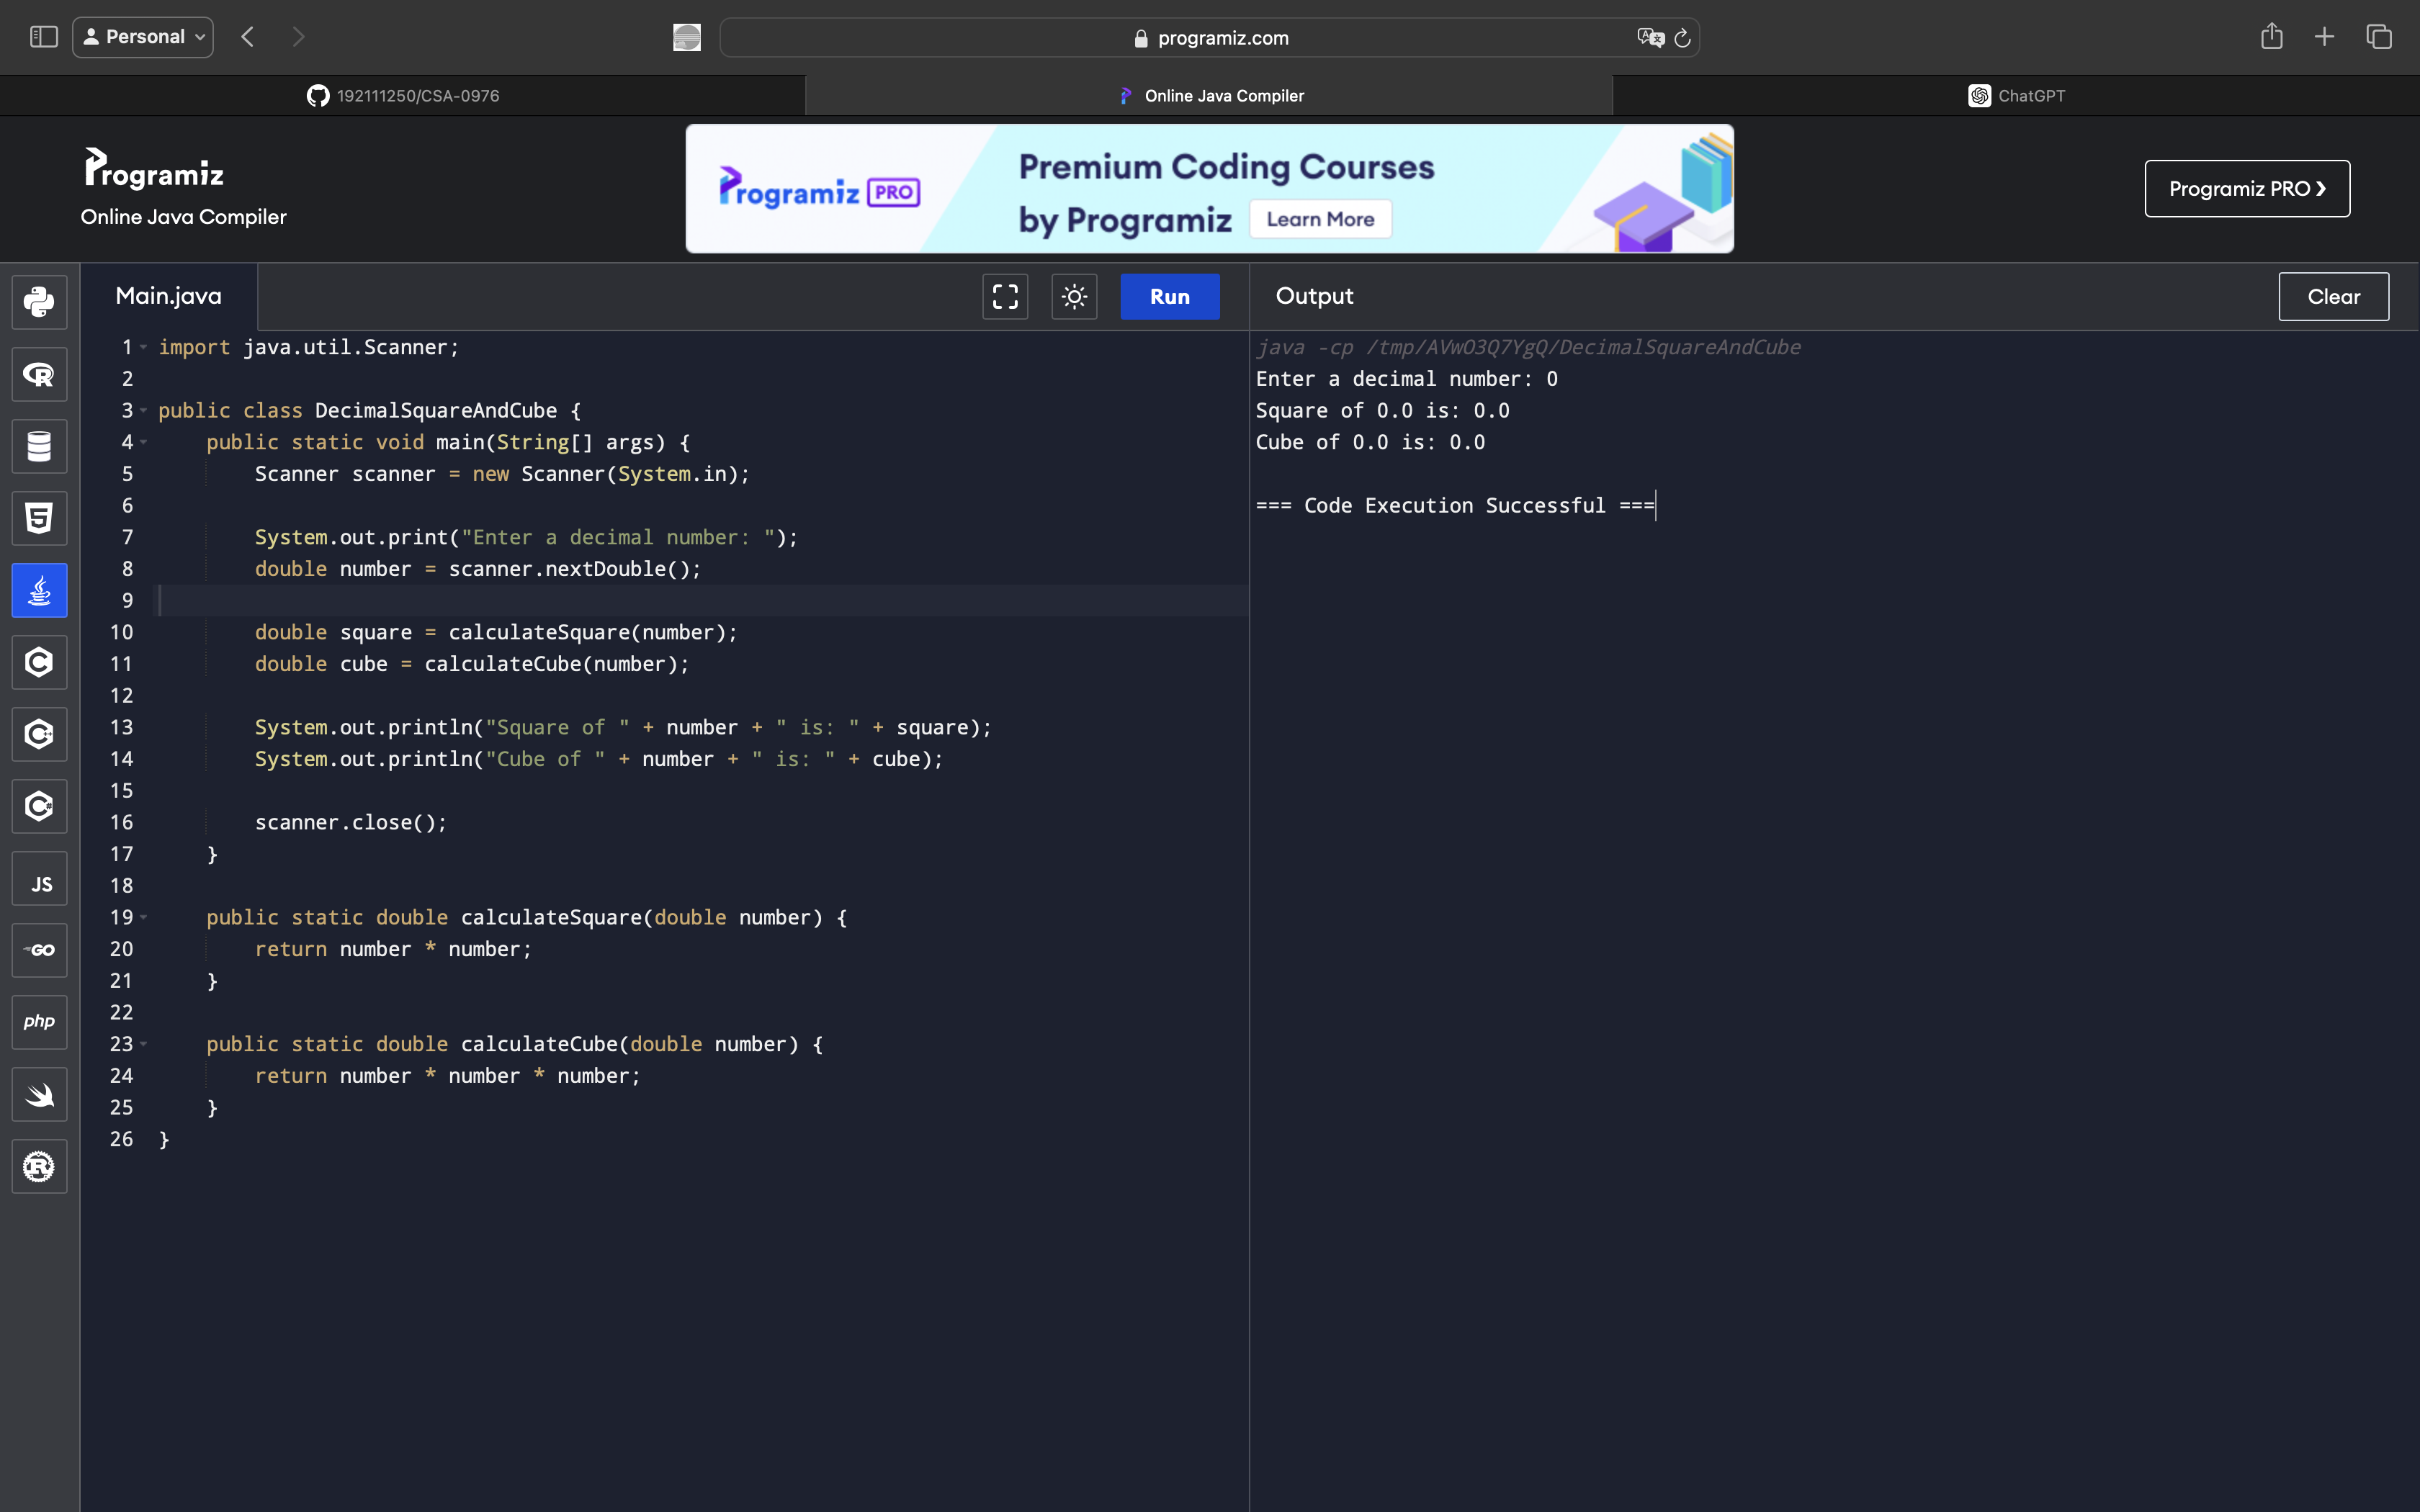 Personal
programiz.com
192111250/CSA-0976
Online Java Compiler
ChatGPT
Programiz
Online Java Compiler
Programiz PRO
Premium Coding Courses
by Programiz
Learn More
Programiz PRO ❯
Main.java
Run
Output
Clear
1 import java.util.Scanner;
2
3 public class DecimalSquareAndCube {
4     public static void main(String[] args) {
5         Scanner scanner = new Scanner(System.in);
6
7         System.out.print("Enter a decimal number: ");
8         double number = scanner.nextDouble();
9
10         double square = calculateSquare(number);
11         double cube = calculateCube(number);
12
13         System.out.println("Square of " + number + " is: " + square);
14         System.out.println("Cube of " + number + " is: " + cube);
15
16         scanner.close();
17     }
18
19     public static double calculateSquare(double number) {
20         return number * number;
21     }
22
23     public static double calculateCube(double number) {
24         return number * number * number;
25     }
26 }
java -cp /tmp/AVwO3Q7YgQ/DecimalSquareAndCube
Enter a decimal number: 0
Square of 0.0 is: 0.0
Cube of 0.0 is: 0.0
=== Code Execution Successful ===
R
5
C
C++
C#
JS
GO
php
R